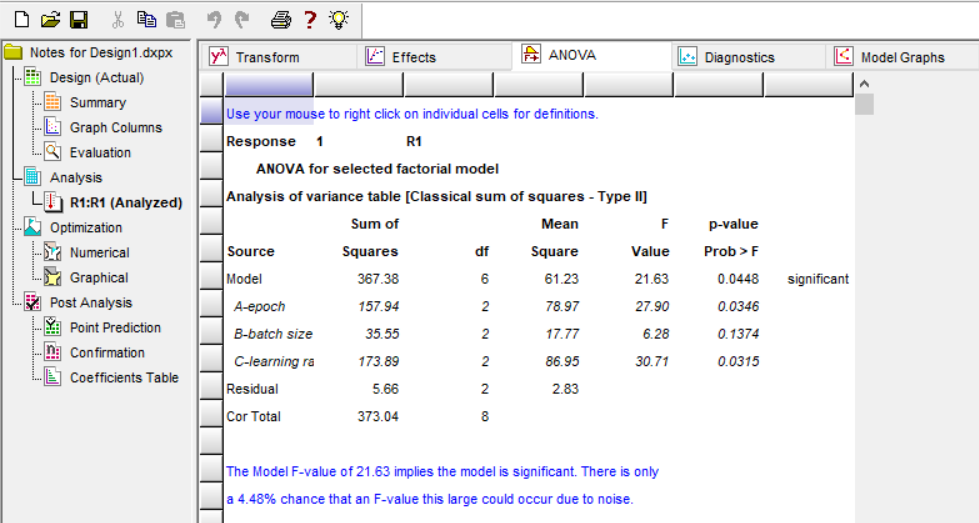 Notes for Design1.dxpx
Design (Actual)
Summary
Graph Columns
Evaluation
Analysis
R1:R1 (Analyzed)
Optimization
Numerical
Graphical
Post Analysis
Point Prediction
Confirmation
Coefficients Table
yλ Transform Effects ANOVA Diagnostics Model Graphs
Use your mouse to right click on individual cells for definitions.
Response 1 R1
ANOVA for selected factorial model
Analysis of variance table [Classical sum of squares - Type II]
Sum of Mean F p-value
Source Squares df Square Value Prob > F
Model 367.38 6 61.23 21.63 0.0448 significant
A-epoch 157.94 2 78.97 27.90 0.0346
B-batch size 35.55 2 17.77 6.28 0.1374
C-learning ra 173.89 2 86.95 30.71 0.0315
Residual 5.66 2 2.83
Cor Total 373.04 8
The Model F-value of 21.63 implies the model is significant. There is only
a 4.48% chance that an F-value this large could occur due to noise.